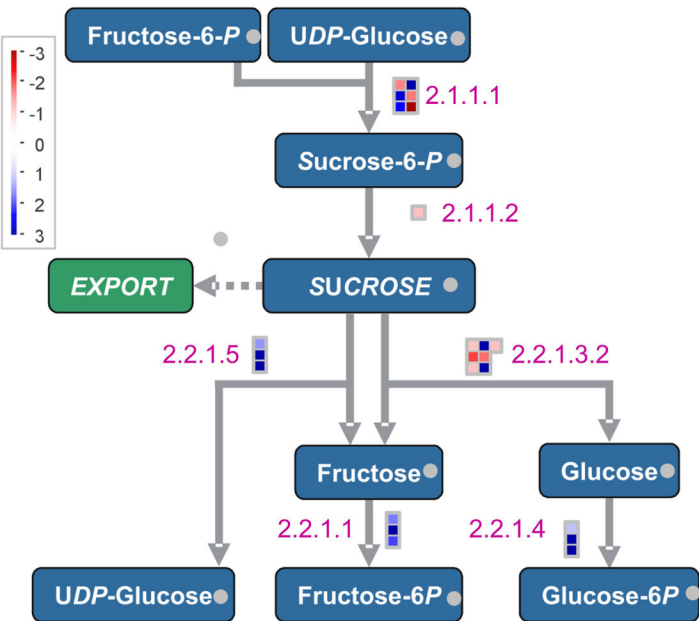 Fructose-6-P
UDP-Glucose
-3
-2
-1
0
1
2
3
2.1.1.1
Sucrose-6-P
2.1.1.2
EXPORT
SUCROSE
2.2.1.5
2.2.1.3.2
Fructose
Glucose
2.2.1.1
2.2.1.4
UDP-Glucose
Fructose-6P
Glucose-6P